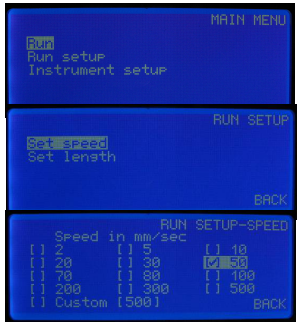 MAIN MENU
Run
Run setup
Instrument setup
RUN SETUP
Set speed
Set length
BACK
RUN SETUP-SPEED
Speed in mm/sec
[ ] 2 [ ] 5 [ ] 10
[ ] 20 [ ] 30 [✓] 50
[ ] 70 [ ] 80 [ ] 100
[ ] 200 [ ] 300 [ ] 500
[ ] Custom [500] BACK